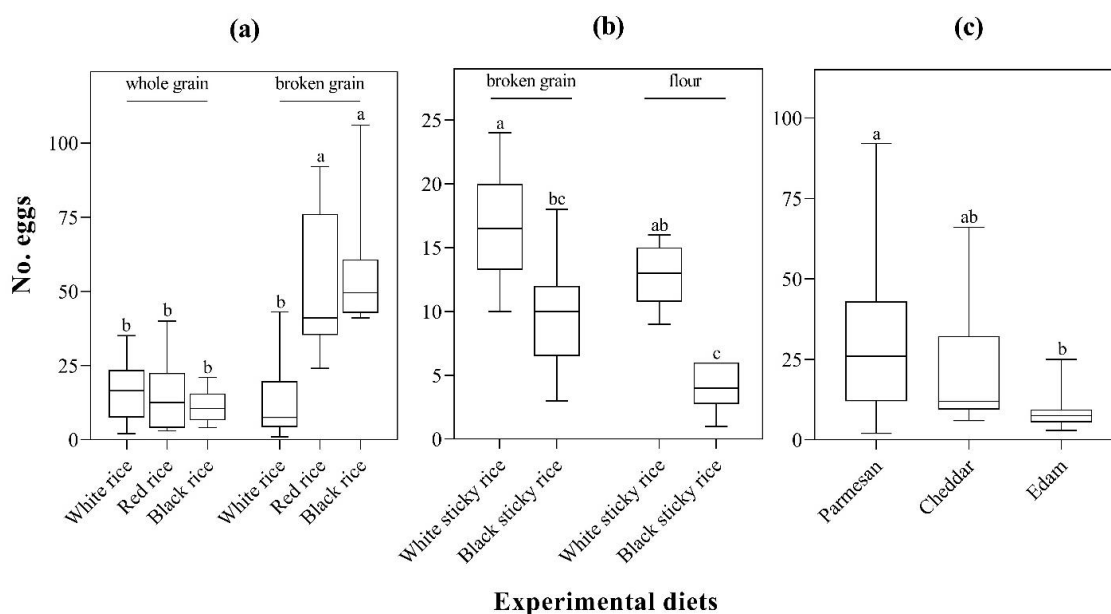 (a)
(b)
(c)
No. eggs
whole grain
broken grain
100
75
50
25
0
b
b
b
b
a
a
White rice
Red rice
Black rice
White rice
Red rice
Black rice
broken grain
flour
25
20
15
10
5
0
a
bc
ab
c
White sticky rice
Black sticky rice
White sticky rice
Black sticky rice
100
75
50
25
0
a
ab
b
Parmesan
Cheddar
Edam
Experimental diets